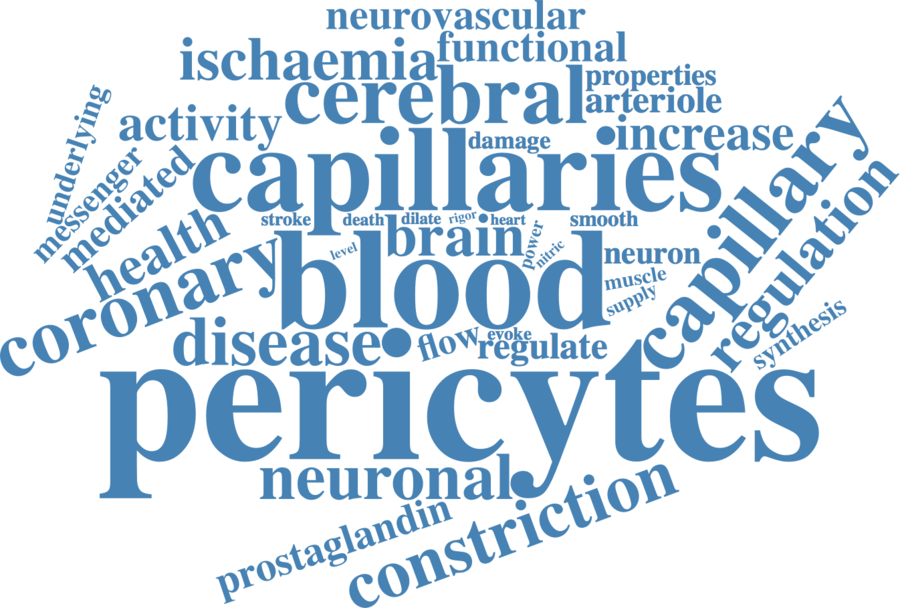 neurovascular
ischaemia
functional
cerebral
properties
arteriole
underlying
activity
damage
increase
capillaries
capillary
messenger
mediated
stroke
death
dilate
rigor
heart
smooth
health
brain
power
level
nitric
neuron
regulation
coronary
blood
muscle
supply
disease
flow
evoke
regulate
synthesis
pericytes
neuronal
constriction
prostaglandin